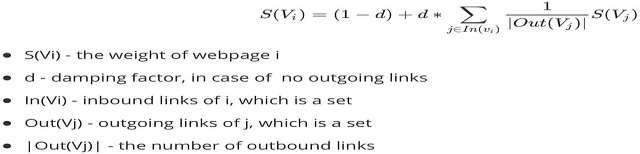 S(V_i) = (1 − d) + d * ∑_{j∈In(v_i)} 1/|Out(V_j)| S(V_j)
• S(Vi) - the weight of webpage i
• d - damping factor, in case of no outgoing links
• In(Vi) - inbound links of i, which is a set
• Out(Vj) - outgoing links of j, which is a set
• |Out(Vj)| - the number of outbound links